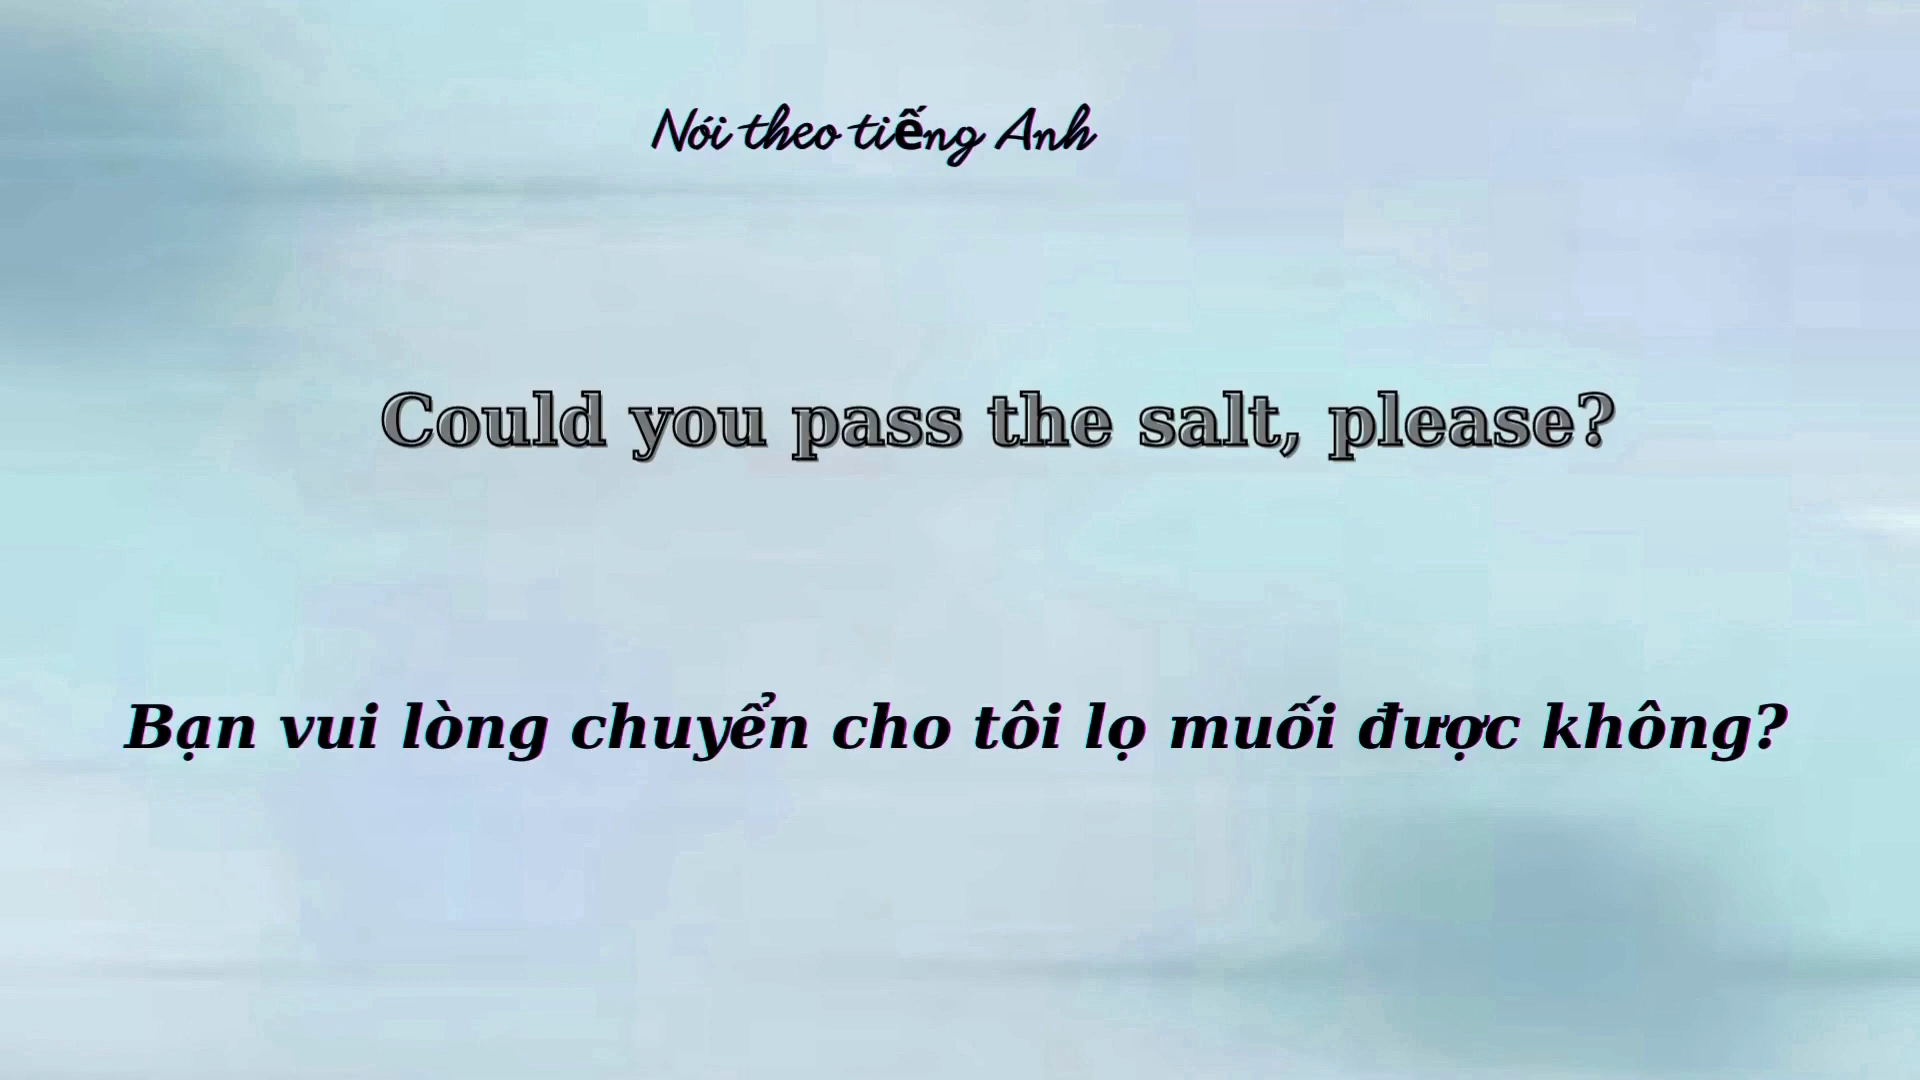 Nói theo tiếng Anh
Could you pass the salt, please?
Bạn vui lòng chuyển cho tôi lọ muối được không?